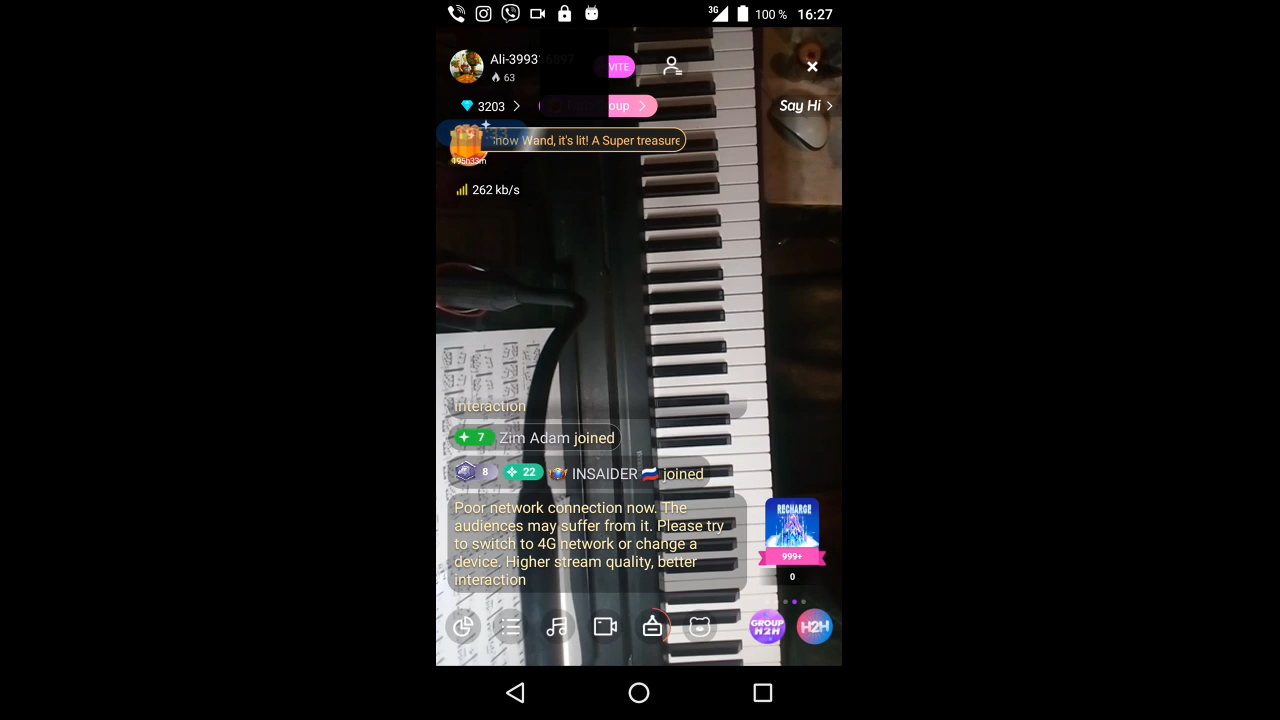 3G 100 % 16:27
Ali-3993
63
VITE
3203
oup
Say Hi
now Wand, it's lit! A Super treasure
195h33m
262 kb/s
interaction
7 Zim Adam joined
8 22 INSAIDER joined
Poor network connection now. The
audiences may suffer from it. Please try
to switch to 4G network or change a
device. Higher stream quality, better
interaction
RECHARGE
999+
0
GROUP
H2H
H2H